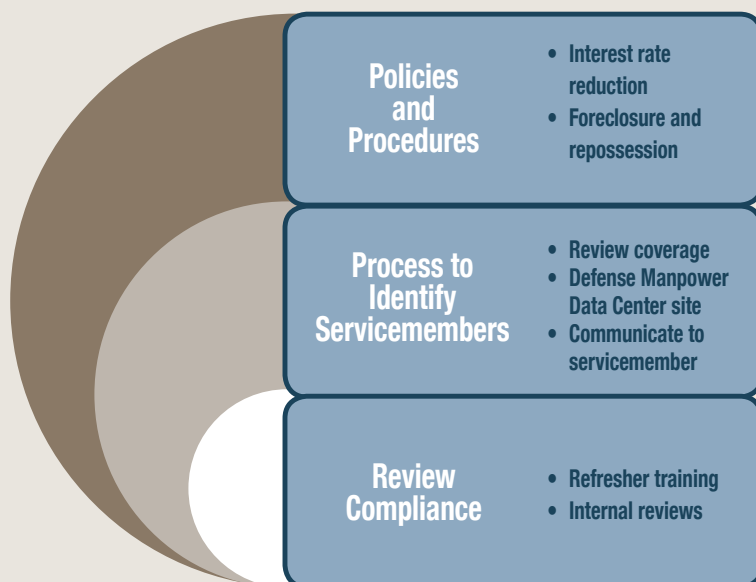 Policies
and
Procedures
• Interest rate
reduction
• Foreclosure and
repossession
Process to
Identify
Servicemembers
• Review coverage
• Defense Manpower
Data Center site
• Communicate to
servicemember
Review
Compliance
• Refresher training
• Internal reviews